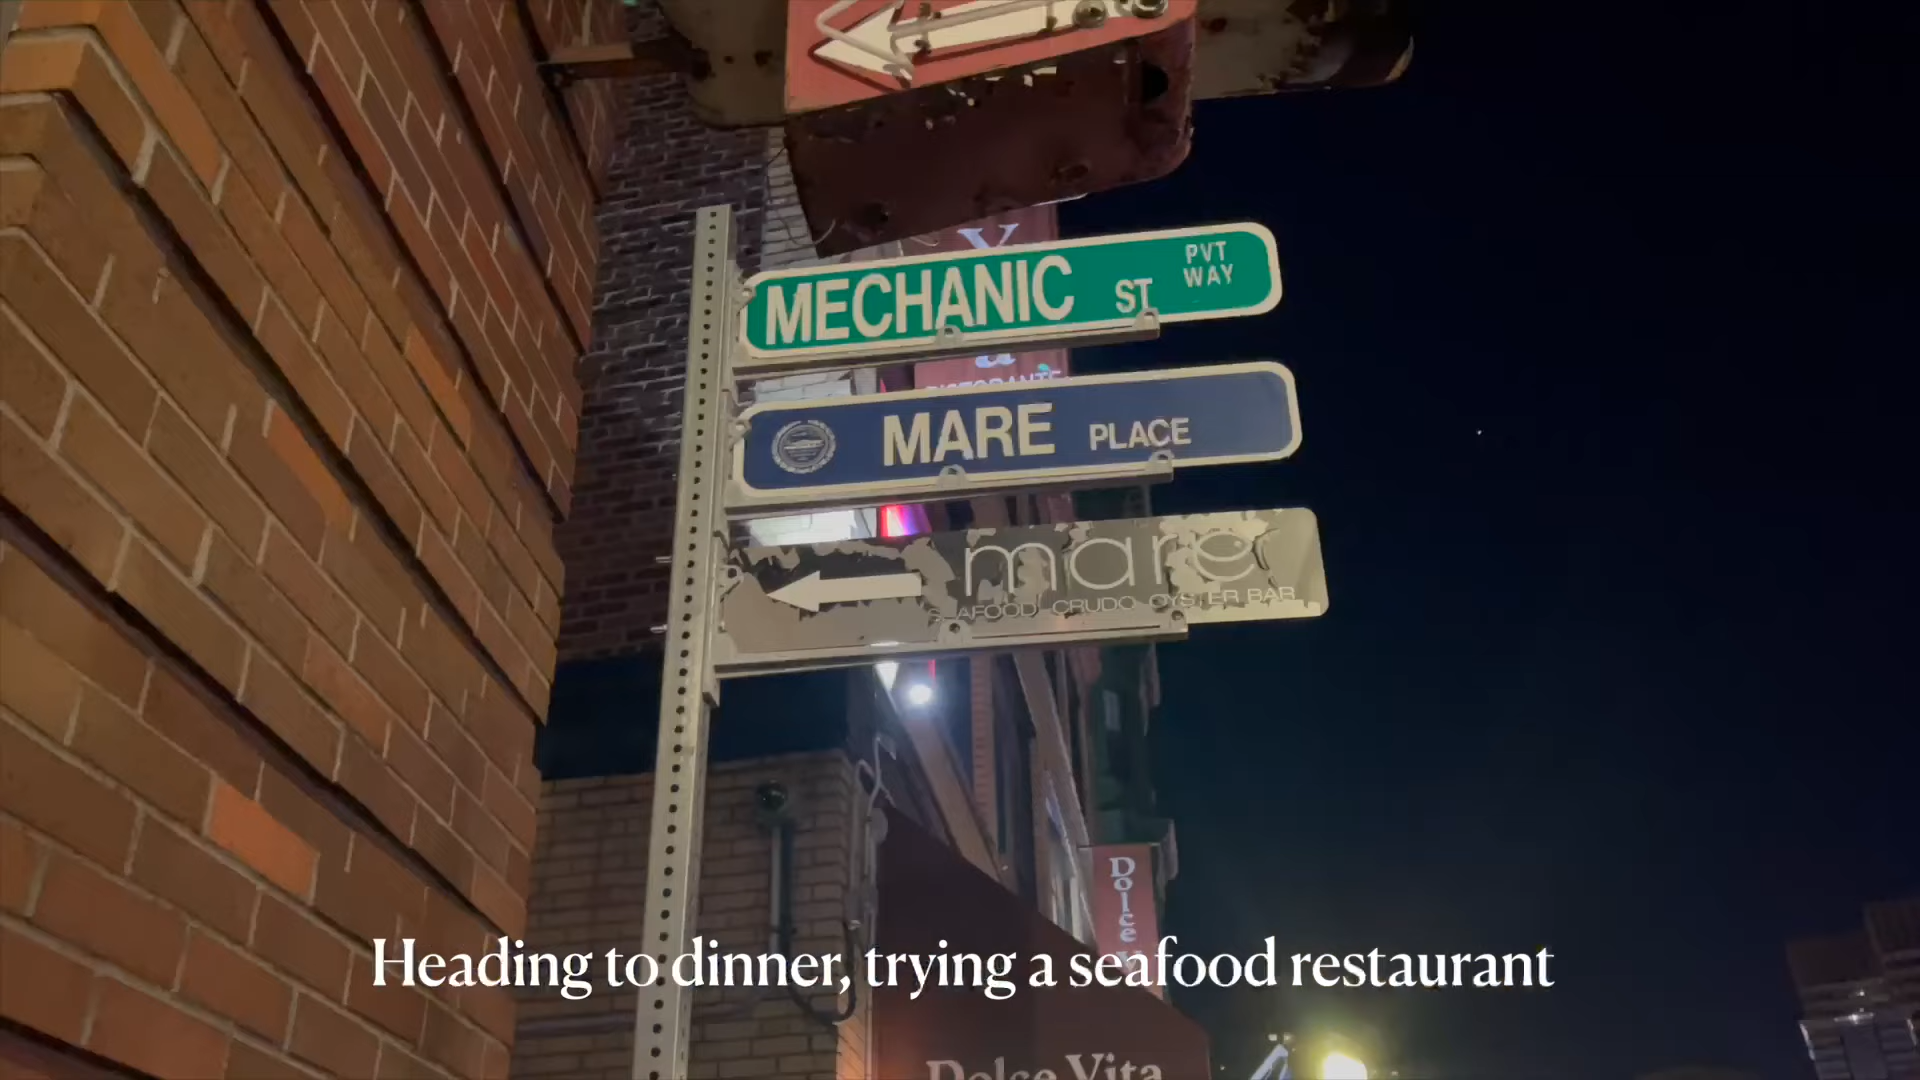 MECHANIC ST PVT WAY
RISTORANTE
MARE PLACE
mare
SEAFOOD CRUDO OYSTER BAR
Dolce
Heading to dinner, trying a seafood restaurant
Dolce Vita